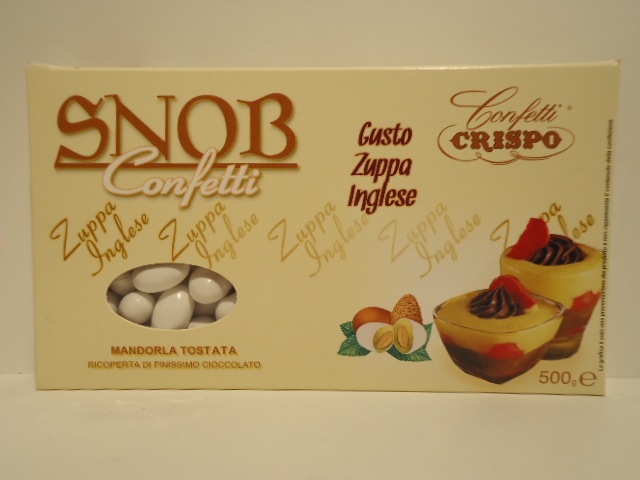 SNOB
Confetti
Gusto
Zuppa
Inglese
Confetti®
CRISPO
Zuppa
Inglese
Zuppa
Inglese
Zuppa
Inglese
Zuppa
Inglese
Zuppa
MANDORLA TOSTATA
RICOPERTA DI FINISSIMO CIOCCOLATO
500g e